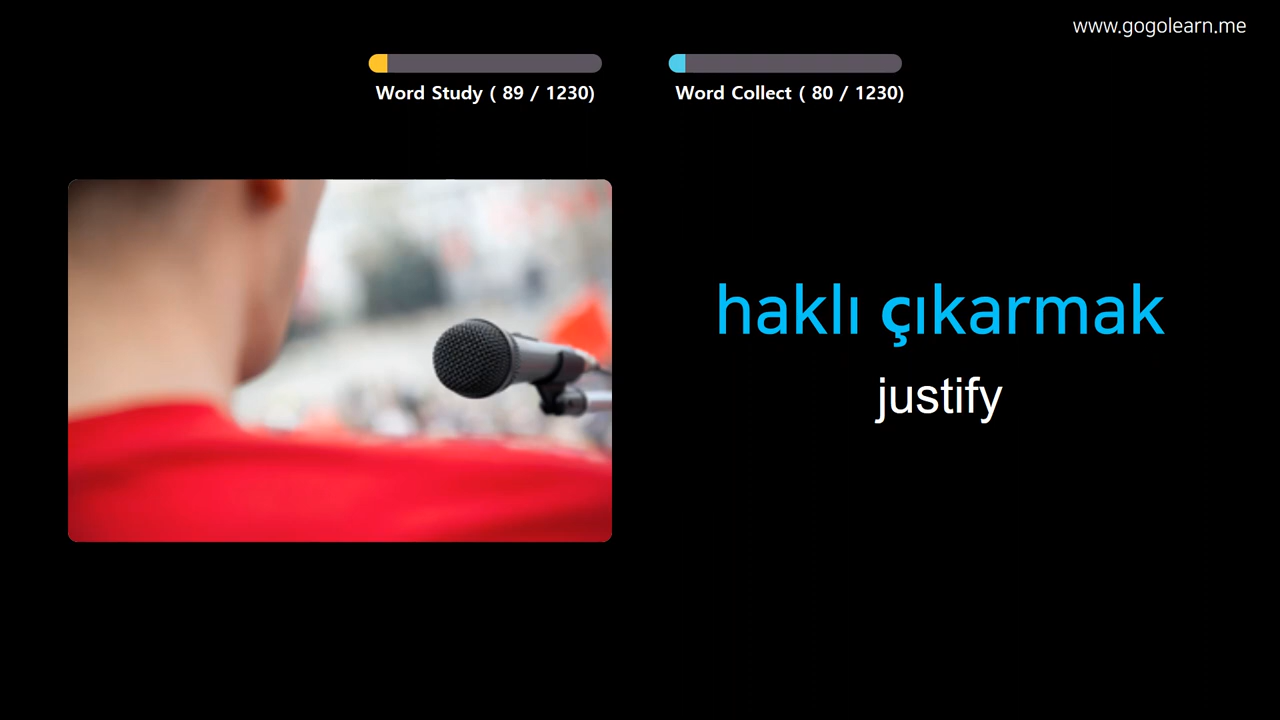 www.gogolearn.me
Word Study ( 89 / 1230)
Word Collect ( 80 / 1230)
haklı çıkarmak
justify